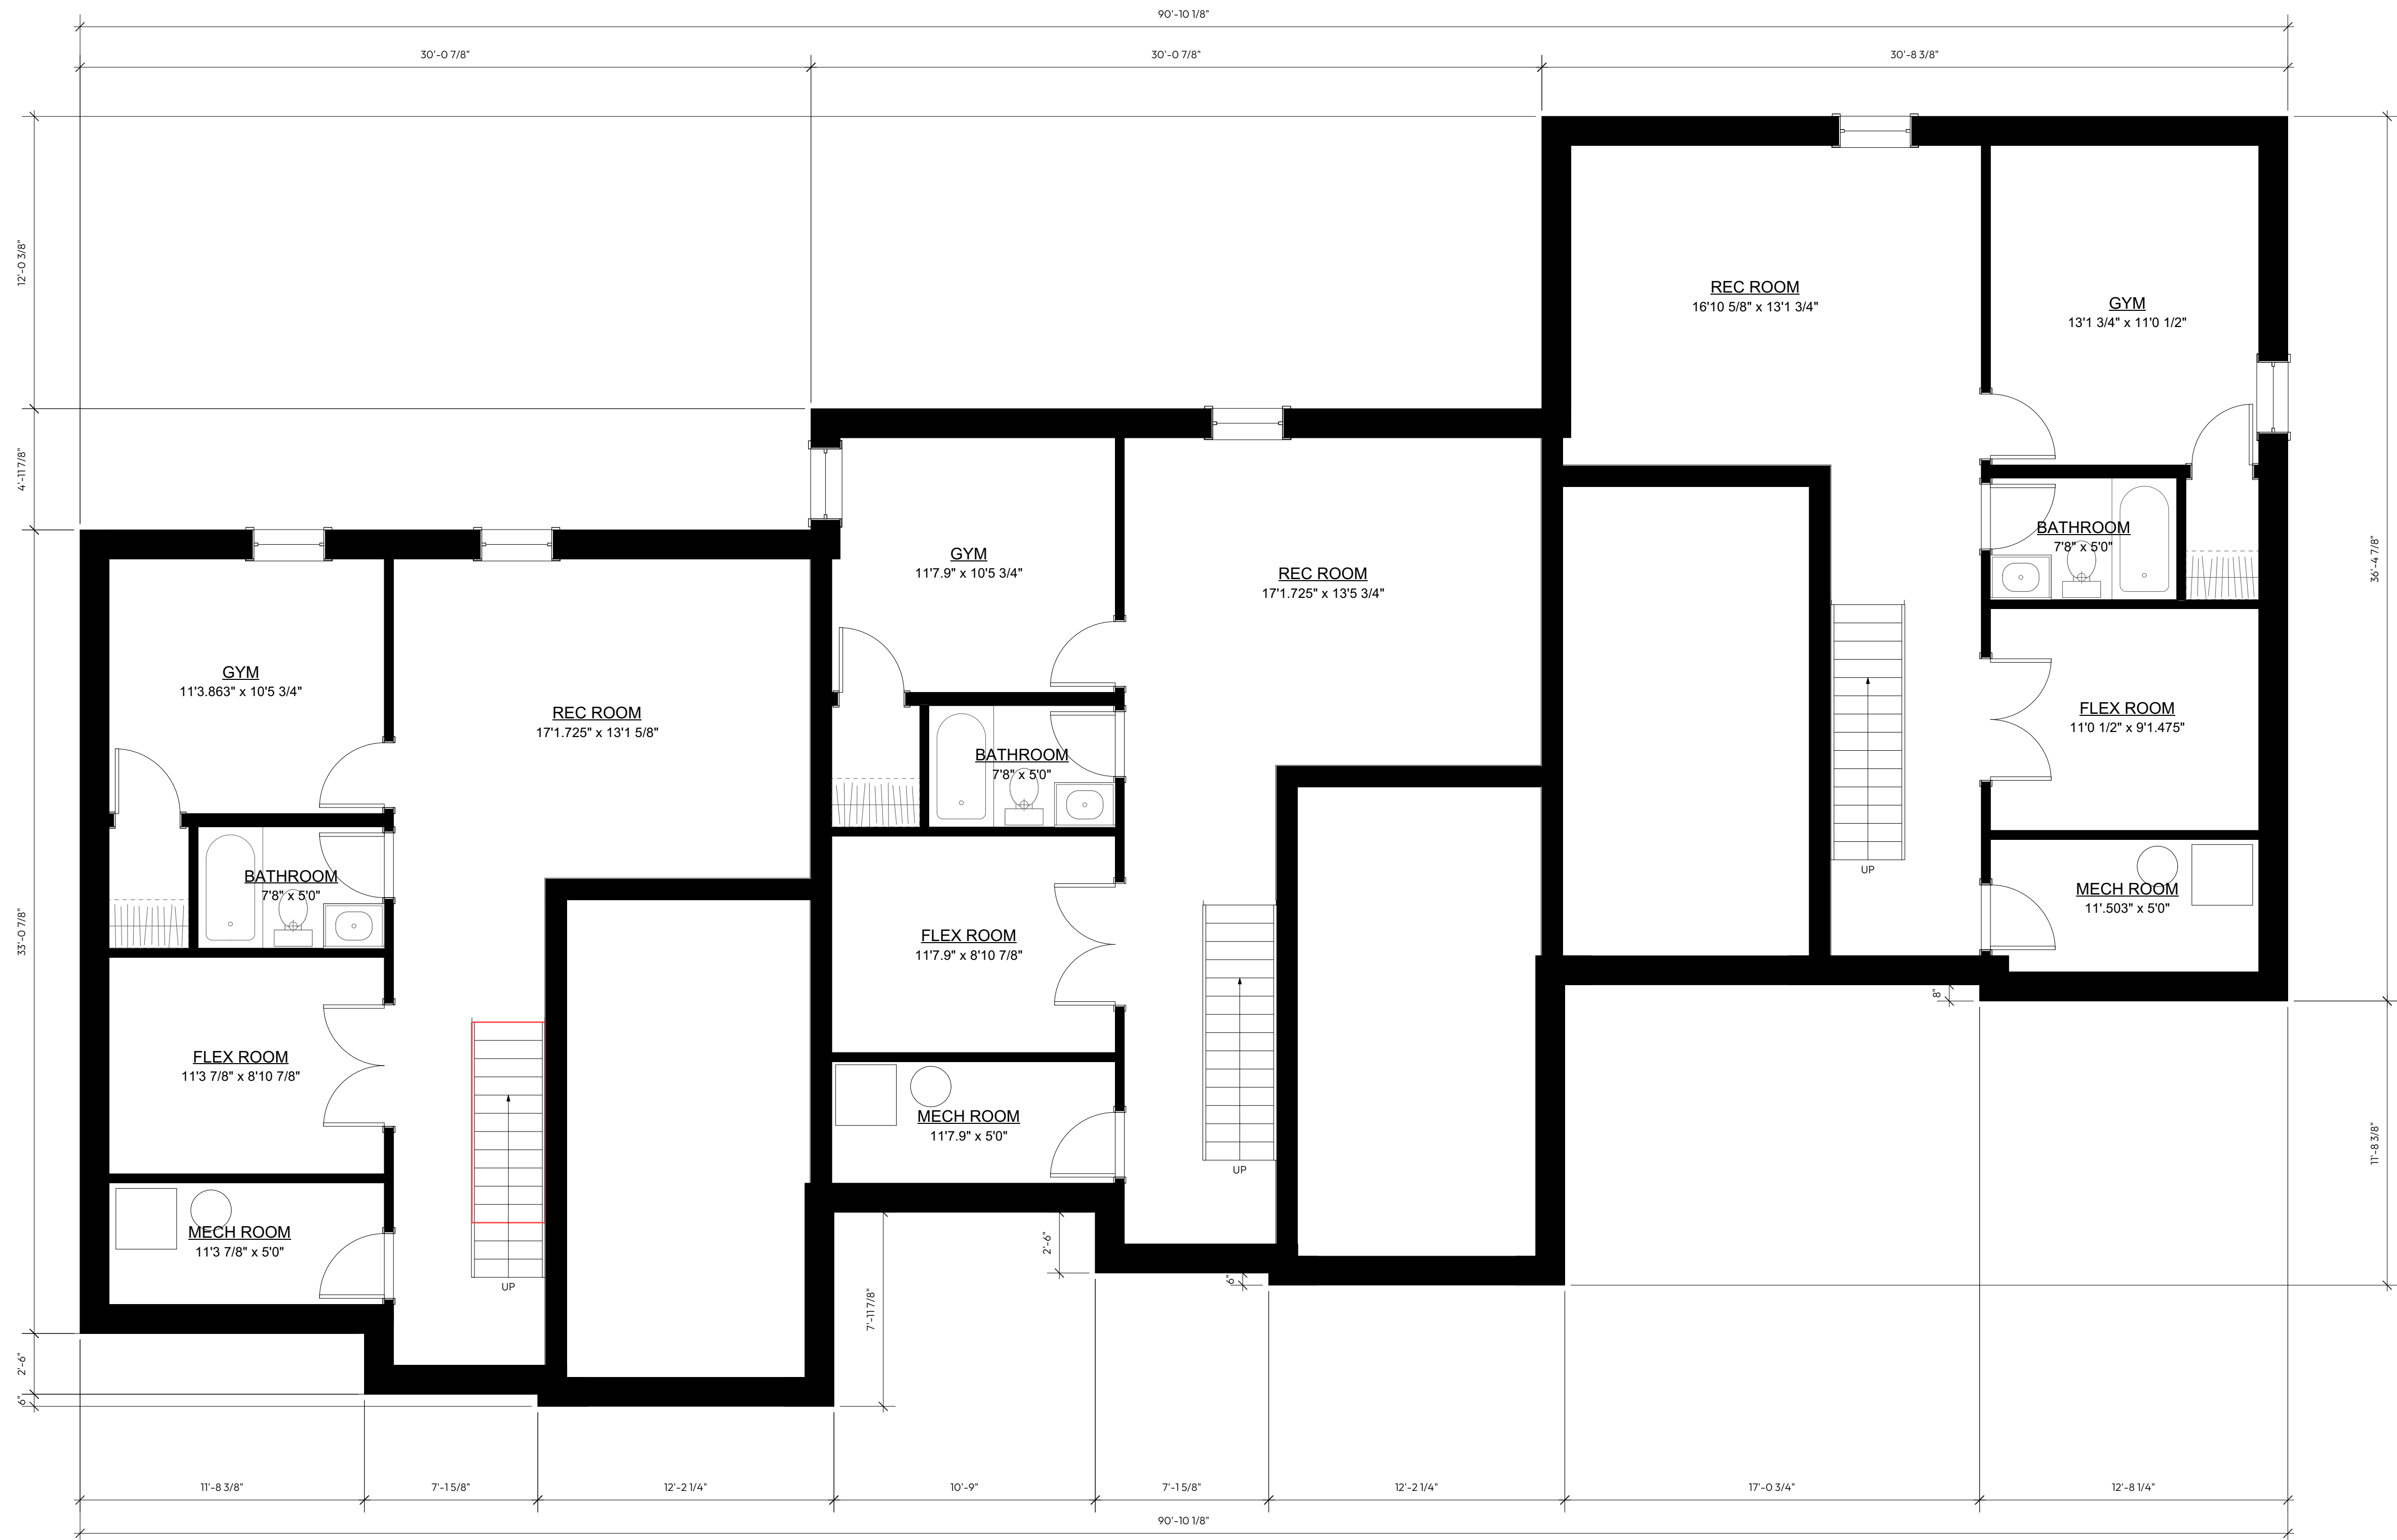 90'-10 1/8"
30'-0 7/8"
30'-0 7/8"
30'-8 3/8"
12'-0 3/8"
4'-11 7/8"
33'-0 7/8"
2'-6"
6"
36'-4 7/8"
11'-8 3/8"
GYM
11'3.863" x 10'5 3/4"
REC ROOM
17'1.725" x 13'1 5/8"
BATHROOM
7'8" x 5'0"
FLEX ROOM
11'3 7/8" x 8'10 7/8"
MECH ROOM
11'3 7/8" x 5'0"
UP
GYM
11'7.9" x 10'5 3/4"
REC ROOM
17'1.725" x 13'5 3/4"
BATHROOM
7'8" x 5'0"
FLEX ROOM
11'7.9" x 8'10 7/8"
MECH ROOM
11'7.9" x 5'0"
UP
7'-11 7/8"
2'-6"
6"
REC ROOM
16'10 5/8" x 13'1 3/4"
GYM
13'1 3/4" x 11'0 1/2"
BATHROOM
7'8" x 5'0"
FLEX ROOM
11'0 1/2" x 9'1.475"
MECH ROOM
11'.503" x 5'0"
UP
8"
11'-8 3/8"
7'-1 5/8"
12'-2 1/4"
10'-9"
7'-1 5/8"
12'-2 1/4"
17'-0 3/4"
12'-8 1/4"
90'-10 1/8"